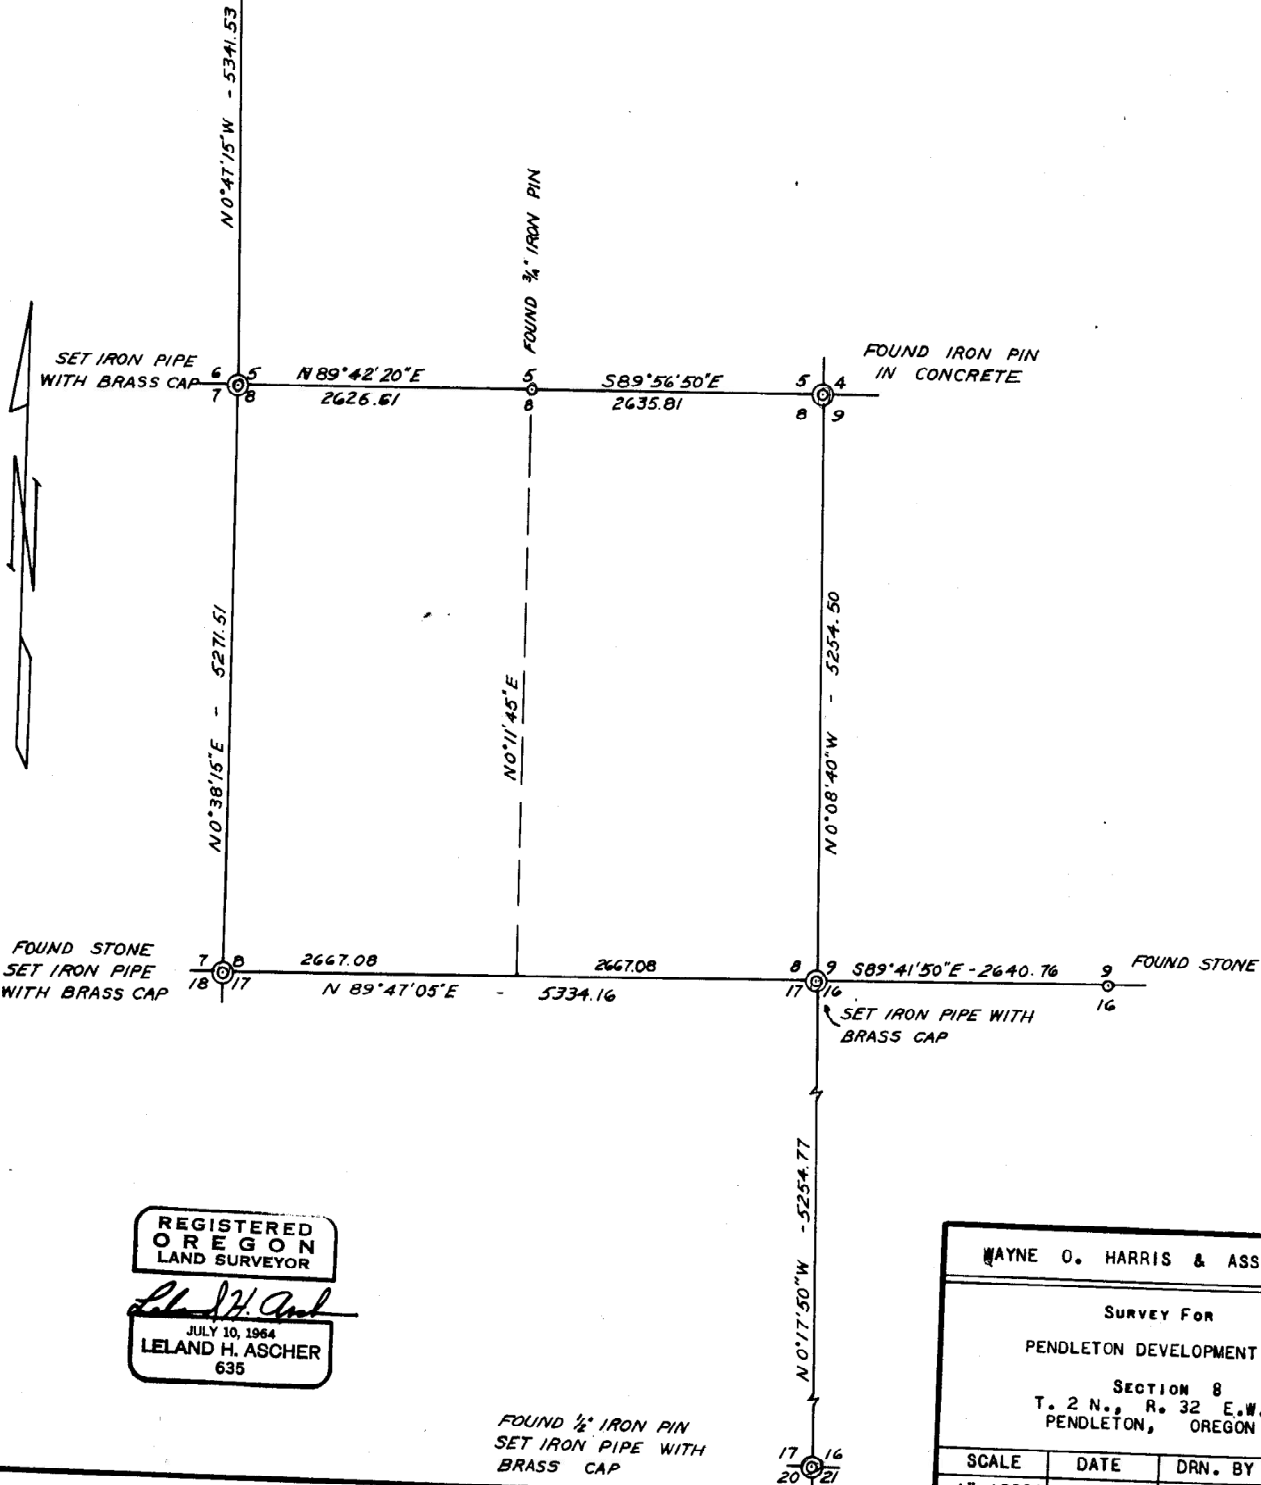 N0°47'15"W - 5341.53
FOUND 3/4" IRON PIN
SET IRON PIPE
WITH BRASS CAP
6 5
7 8
N89°42'20"E
2626.61
5
8
S89°56'50"E
2635.81
FOUND IRON PIN
IN CONCRETE
5 4
8 9
N
N0°38'15"E - 5271.51
N0°11'45"E
N0°08'40"W - 5254.50
FOUND STONE
SET IRON PIPE
WITH BRASS CAP
7 8
18 17
2667.08
2667.08
N 89°47'05"E - 5334.16
8 9
17 16
S89°41'50"E - 2640.76
9
16
FOUND STONE
SET IRON PIPE WITH
BRASS CAP
N0°17'50"W - 5254.77
REGISTERED
OREGON
LAND SURVEYOR
JULY 10, 1964
LELAND H. ASCHER
635
FOUND 1/2" IRON PIN
SET IRON PIPE WITH
BRASS CAP
17 16
20 21
WAYNE O. HARRIS & ASS
SURVEY FOR
PENDLETON DEVELOPMENT
SECTION 8
T. 2 N., R. 32 E.W.
PENDLETON, OREGON
SCALE DATE DRN. BY